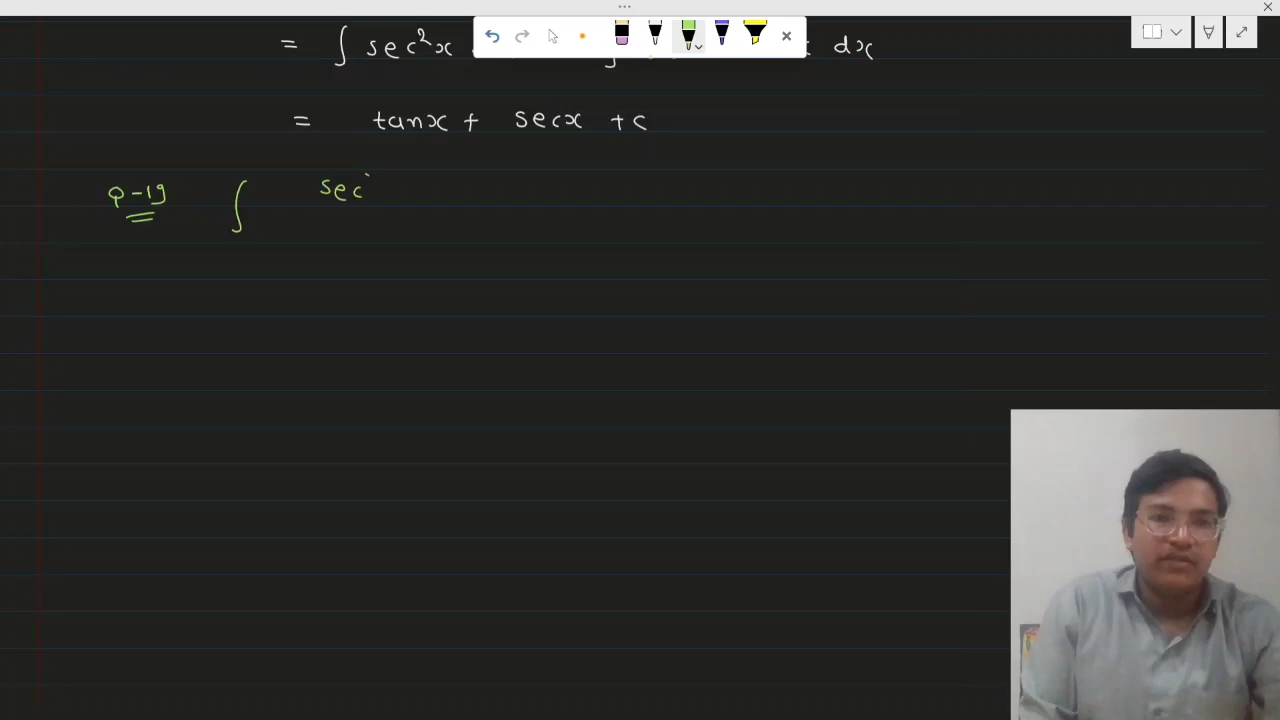 = ∫ sec²x dx
= tanx + secx + c
Q-19 ∫ sec